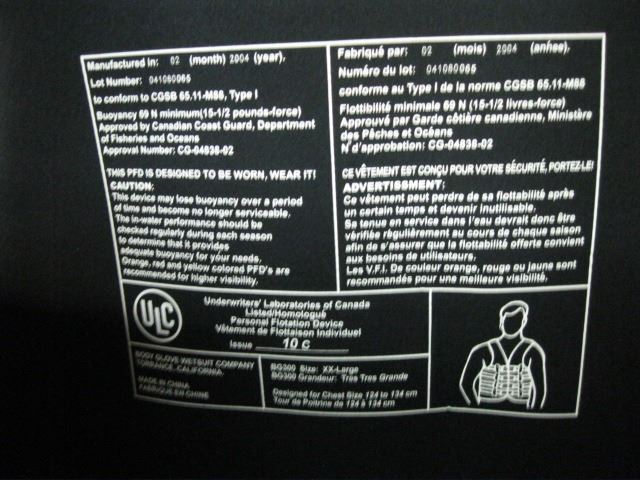 Manufactured in: 02 (month) 2004 (year),
Lot Number: 041080065
to conform to CGSB 65.11-M88, Type I
Buoyancy 69 N minimum(15-1/2 pounds-force)
Approved by Canadian Coast Guard, Department
of Fisheries and Oceans
Approval Number: CG-04838-02
THIS PFD IS DESIGNED TO BE WORN, WEAR IT!
CAUTION:
This device may lose buoyancy over a period
of time and become no longer serviceable.
The in-water performance should be
checked regularly during each season
to determine that it provides
adequate buoyancy for your needs.
Orange, red and yellow colored PFD's are
recommended for higher visibility.
Fabriqué par: 02 (mois) 2004 (anhee),
Numéro du lot: 041080065
conforme au Type I de la norme CGSB 65.11-M88
Flottibilité minimale 69 N (15-1/2 livres-force)
Approuvé par Garde côtière canadienne, Ministère
des Pêches et Océans
N'd'approbation: CG-04838-02
CE VÊTEMENT EST CONÇU POUR VOTRE SÉCURITÉ, PORTEZ-LE!
ADVERTISSMENT:
Ce vêtement peut perdre de sa flottabilité après
un certain temps et devenir inutilisable.
Sa tenue en service dans l'eau devrait donc être
vérifiée régulièrement au cours de chaque saison
afin de s'assurer que la flottabilité offerte convient
aux besoins de utilisateurs.
Les V.F.I. De couleur orange, rouge ou jaune sont
recommandés pour une meilleure visibilité.
ULC
Underwriters' Laboratories of Canada
Listed/Homologué
Personal Flotation Device
Vêtement de Flottaison Individuel
Issue 10 C
BODY GLOVE WETSUIT COMPANY
TORRANCE, CALIFORNIA.
MADE IN CHINA
FABRIQUE EN CHINE
BG300 Size: XX-Large
BG300 Grandeur: Tres Tres Grande
Designed for Chest Size 124 to 134 cm
Tour de Poitrine de 124 à 134 cm